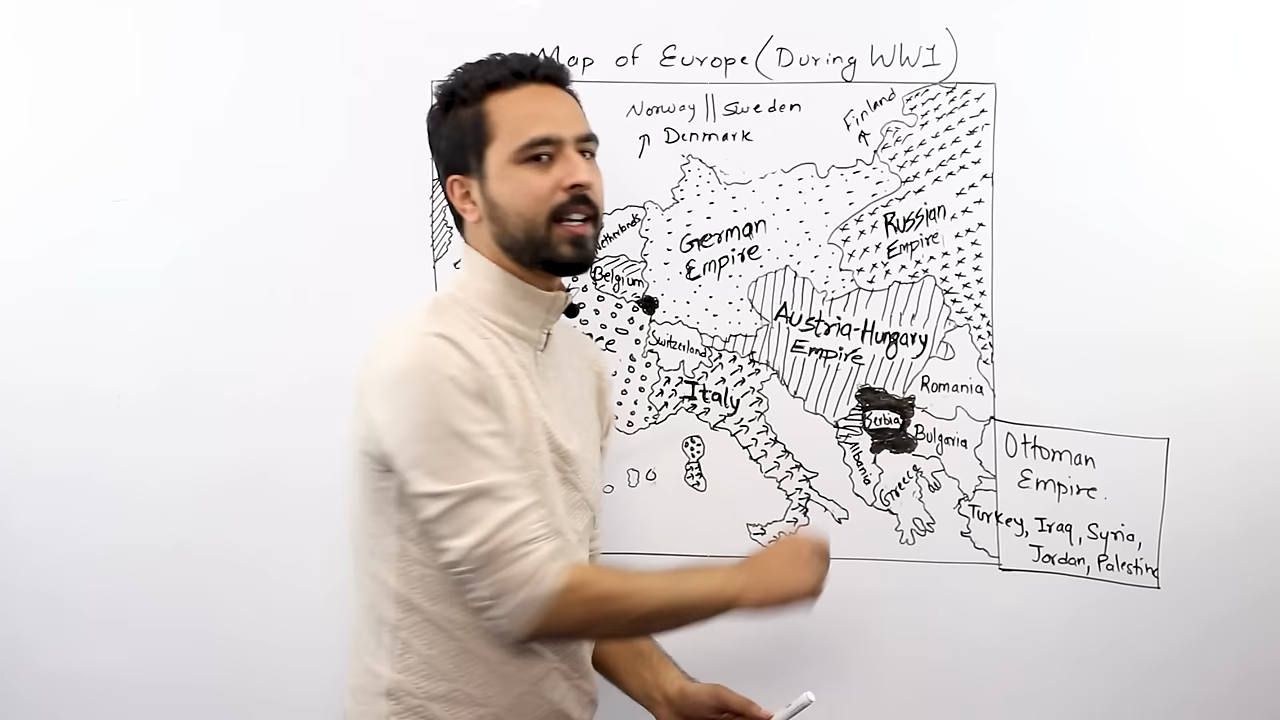 Map of Europe (During WW1)
Norway || Sweden
Denmark
Finland
Netherlands
Belgium
German
Empire
Russian
Empire
Austria-Hungary
Empire
Switzerland
Italy
Romania
Serbia
Bulgaria
Albania
Greece
Ottoman
Empire.
Turkey, Iraq, Syria,
Jordan, Palestine